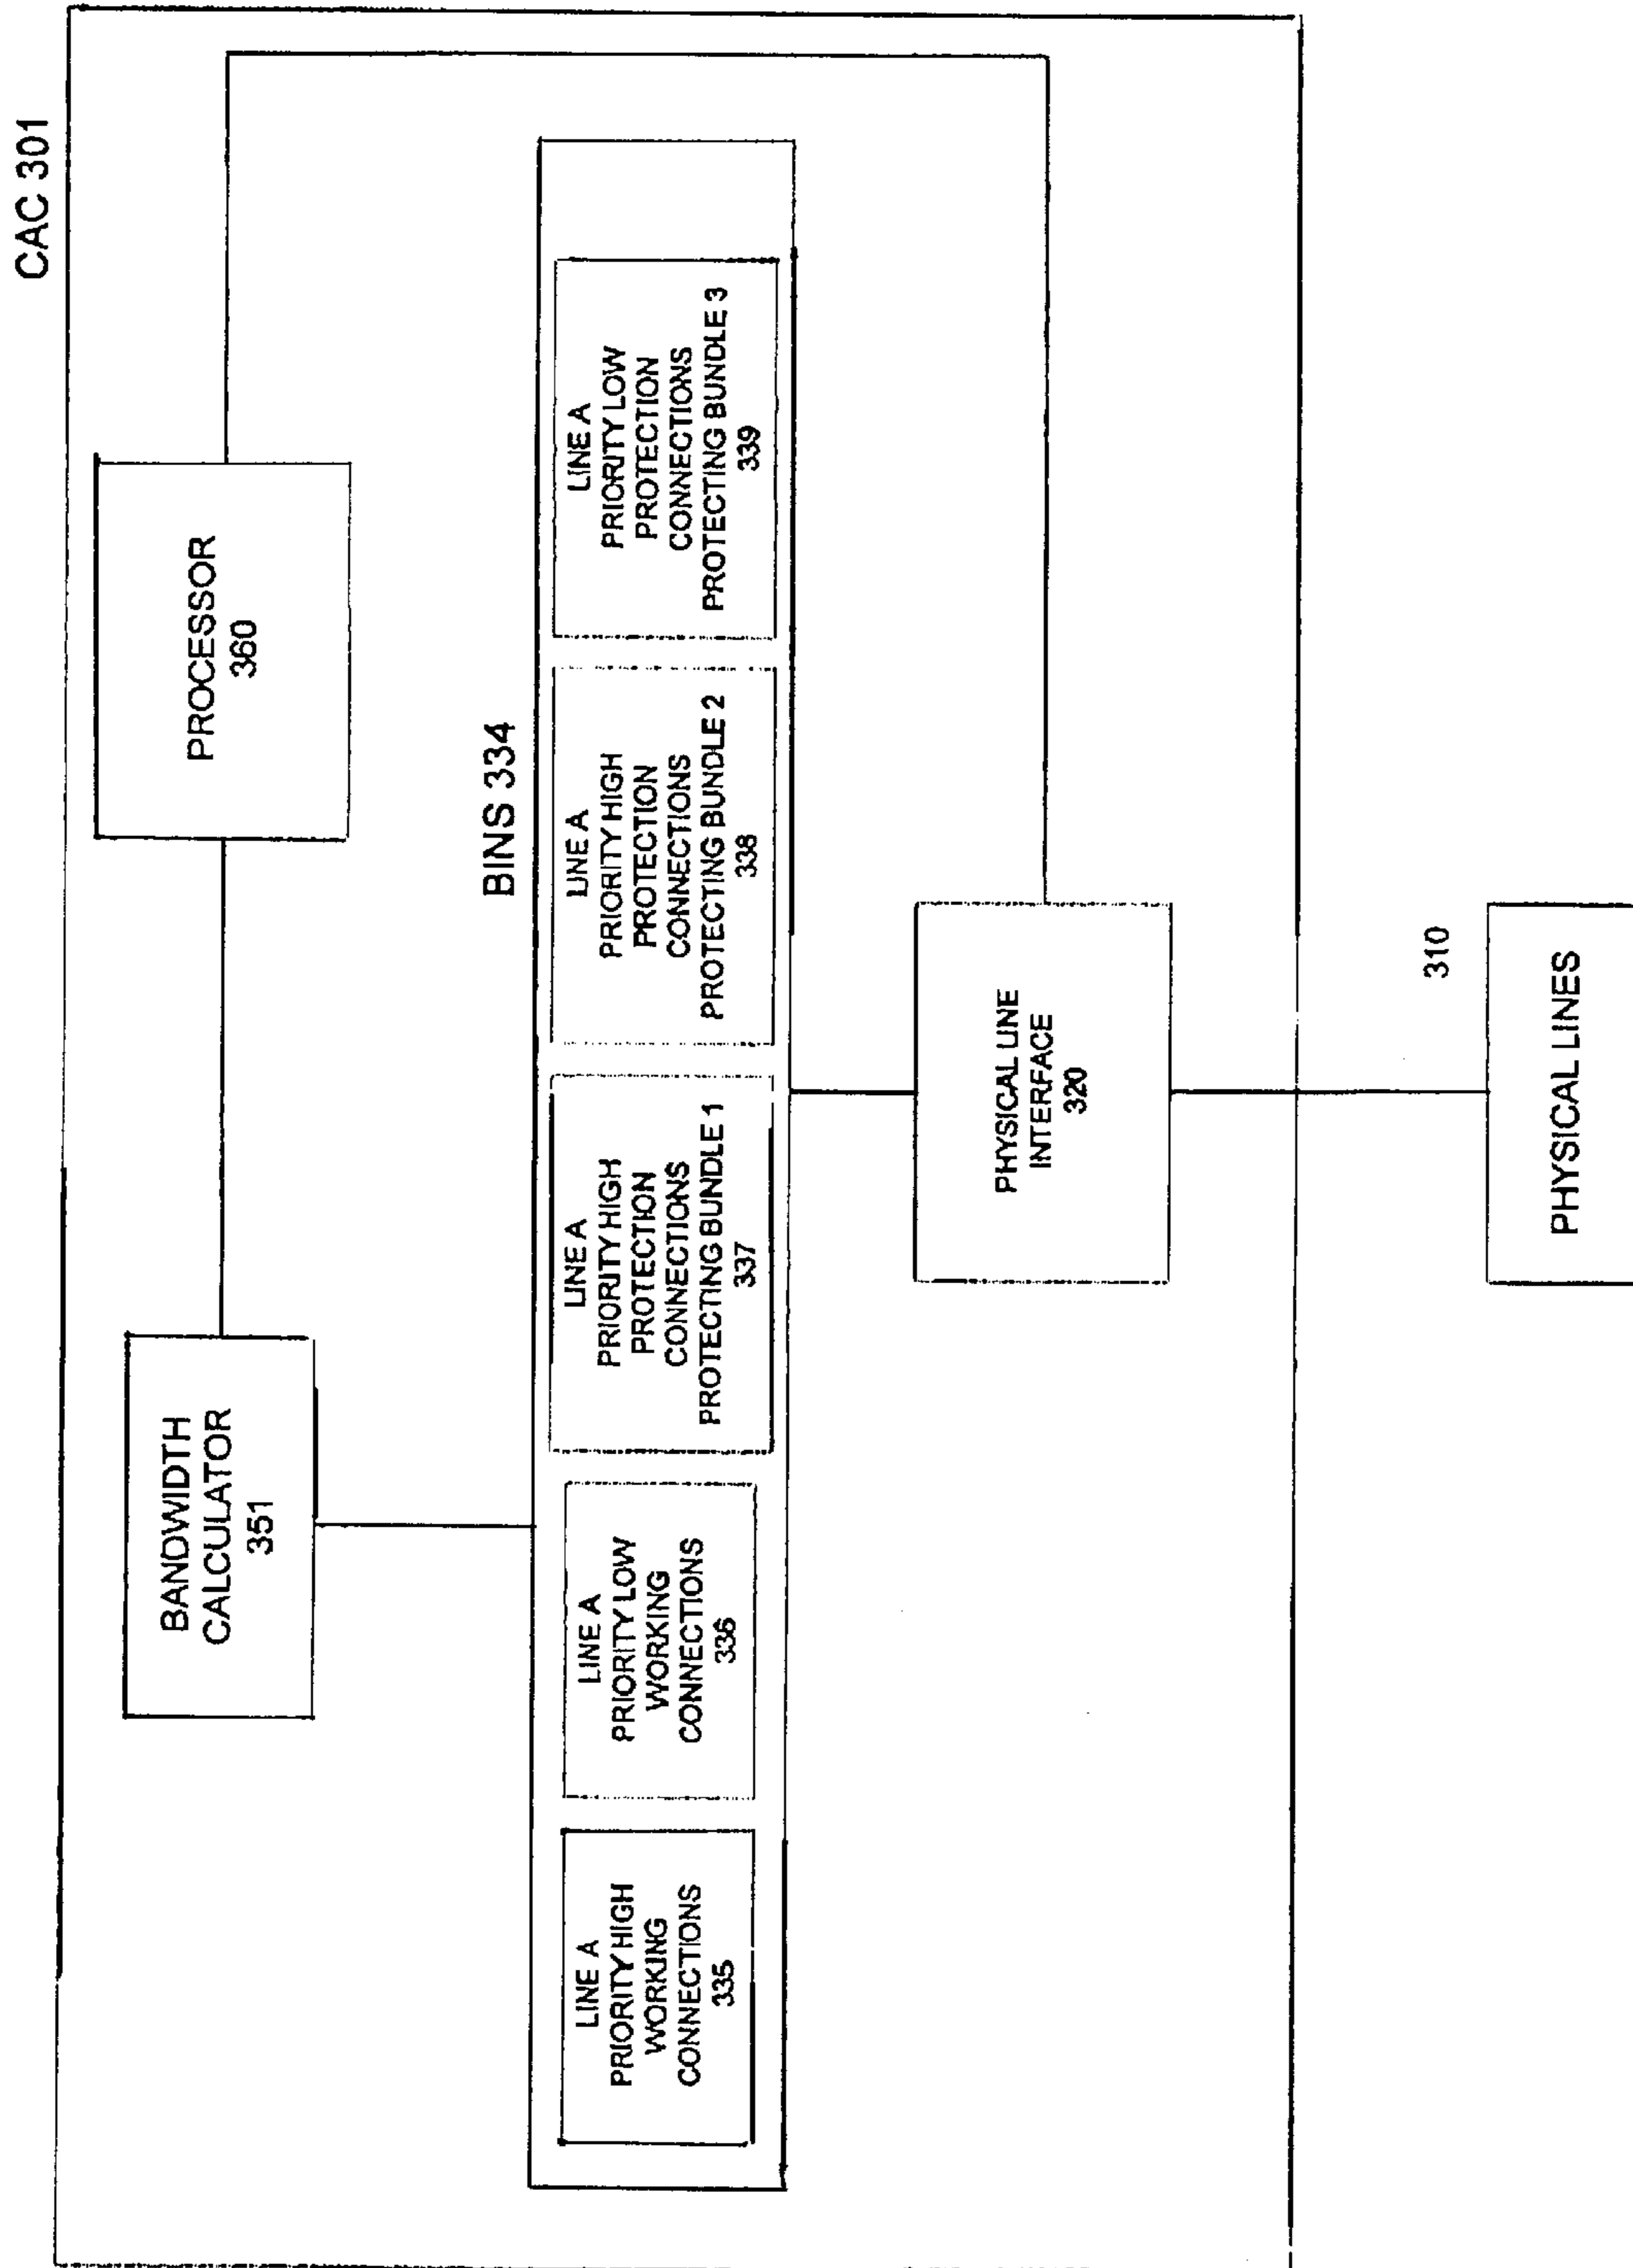 CAC 301
BANDWIDTH
CALCULATOR
351
PROCESSOR
360
BINS 334
LINE A
PRIORITY HIGH
WORKING
CONNECTIONS
335
LINE A
PRIORITY LOW
WORKING
CONNECTIONS
336
LINE A
PRIORITY HIGH
PROTECTION
CONNECTIONS
PROTECTING BUNDLE 1
337
LINE A
PRIORITY HIGH
PROTECTION
CONNECTIONS
PROTECTING BUNDLE 2
338
LINE A
PRIORITY LOW
PROTECTION
CONNECTIONS
PROTECTING BUNDLE 3
339
PHYSICAL LINE
INTERFACE
320
310
PHYSICAL LINES